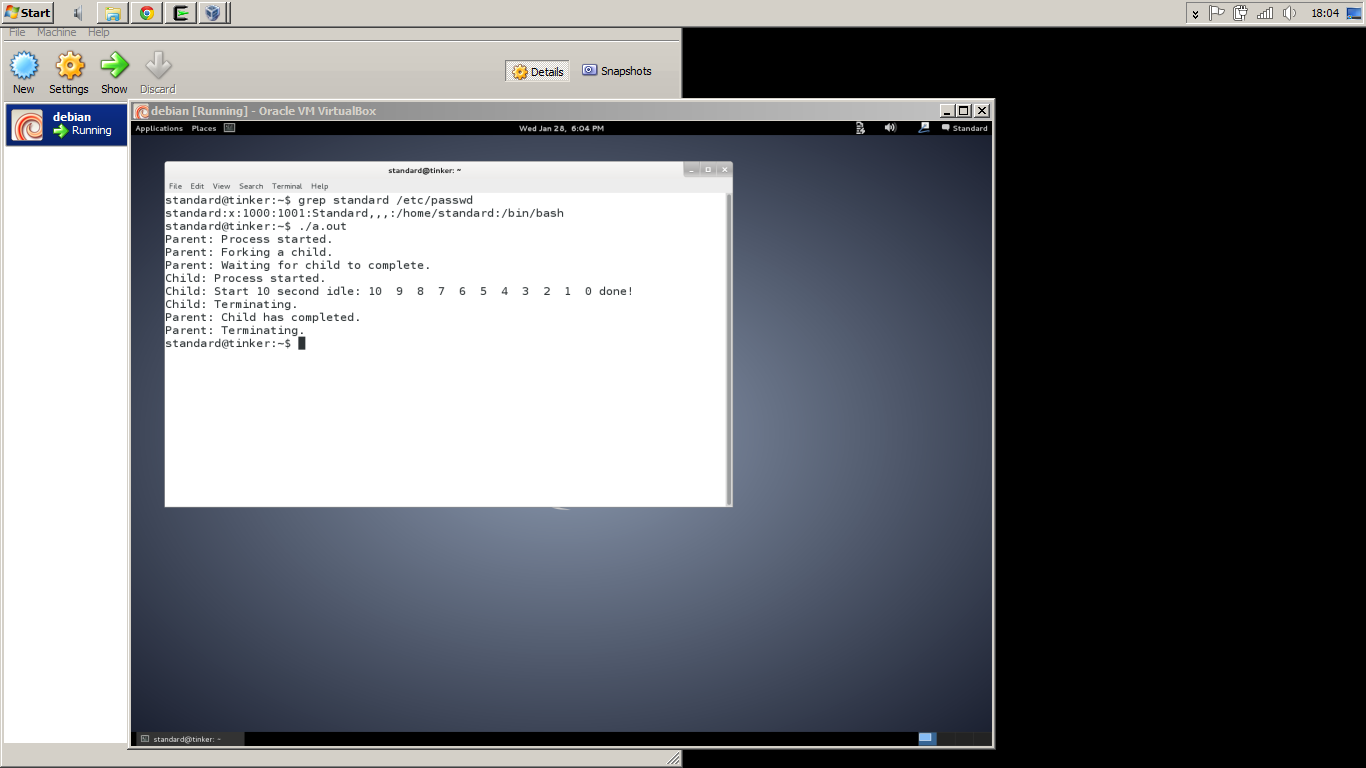 Start
18:04
File Machine Help
New Settings Show Discard
Details Snapshots
debian
Running
debian [Running] - Oracle VM VirtualBox
Applications Places
Wed Jan 28, 6:04 PM
Standard
standard@tinker: ~
File Edit View Search Terminal Help
standard@tinker:~$ grep standard /etc/passwd
standard:x:1000:1001:Standard,,,:/home/standard:/bin/bash
standard@tinker:~$ ./a.out
Parent: Process started.
Parent: Forking a child.
Parent: Waiting for child to complete.
Child: Process started.
Child: Start 10 second idle: 10  9  8  7  6  5  4  3  2  1  0 done!
Child: Terminating.
Parent: Child has completed.
Parent: Terminating.
standard@tinker:~$
standard@tinker: ~